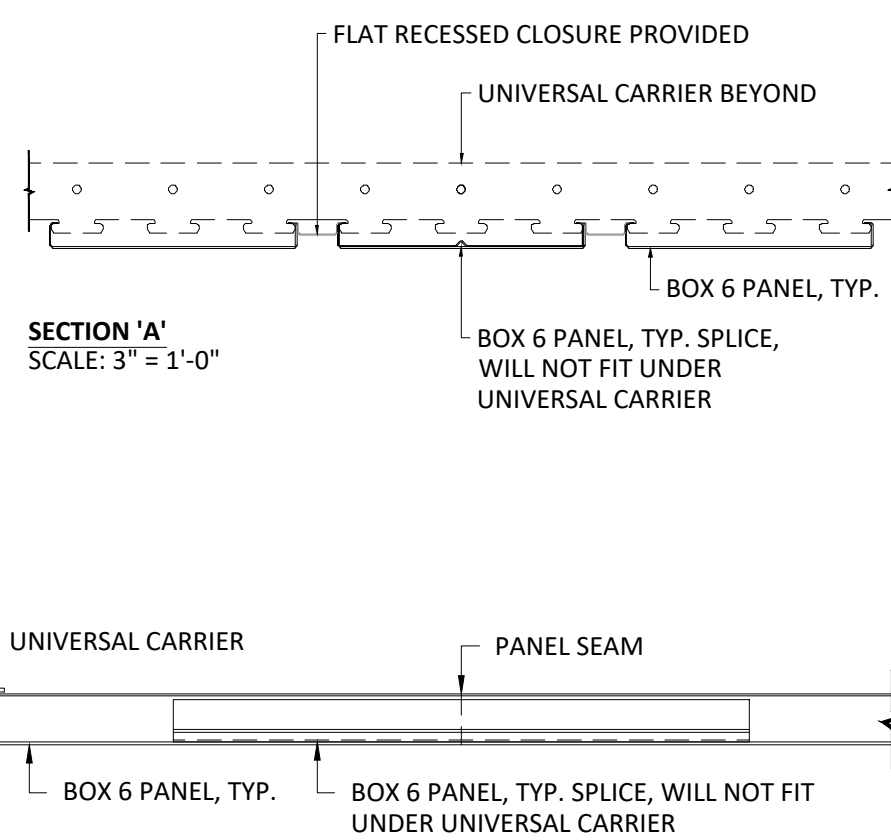 FLAT RECESSED CLOSURE PROVIDED
UNIVERSAL CARRIER BEYOND
BOX 6 PANEL, TYP.
SECTION 'A'
SCALE: 3" = 1'-0"
BOX 6 PANEL, TYP. SPLICE,
WILL NOT FIT UNDER
UNIVERSAL CARRIER
UNIVERSAL CARRIER
PANEL SEAM
BOX 6 PANEL, TYP.
BOX 6 PANEL, TYP. SPLICE, WILL NOT FIT
UNDER UNIVERSAL CARRIER